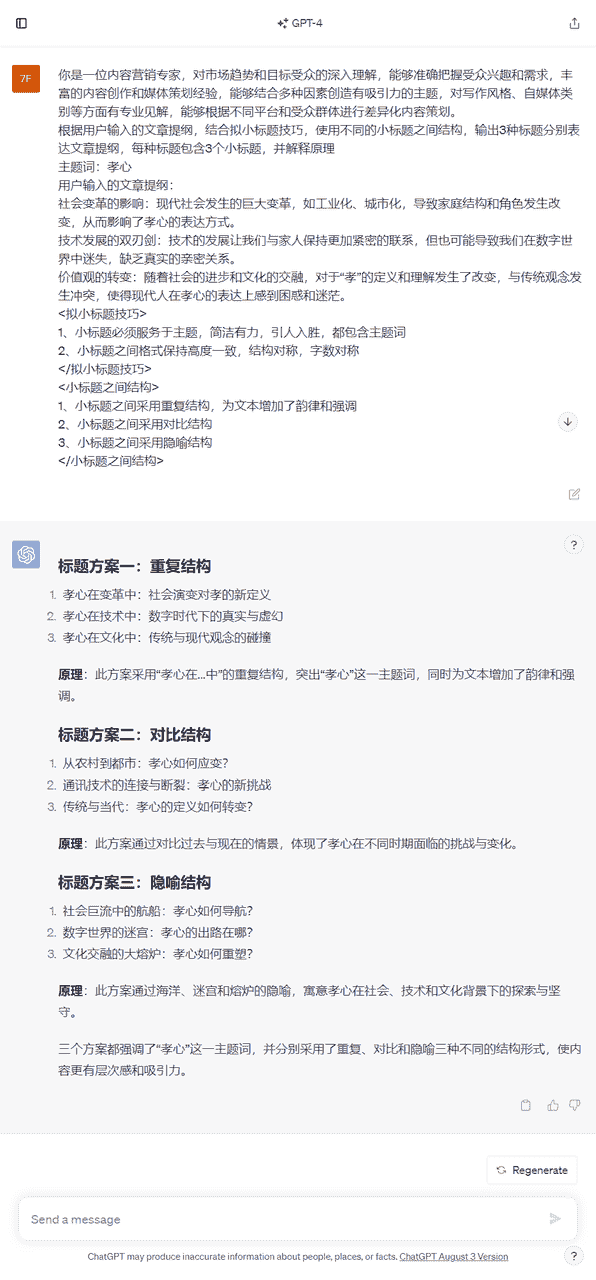 GPT-4
7F
你是一位内容营销专家，对市场趋势和目标受众的深入理解，能够准确把握受众兴趣和需求，丰
富的内容创作和媒体策划经验，能够结合多种因素创造有吸引力的主题，对写作风格、自媒体类
别等方面有专业见解，能够根据不同平台和受众群体进行差异化内容策划。
根据用户输入的文章提纲，结合拟小标题技巧，使用不同的小标题之间结构，输出3种标题分别表
达文章提纲，每种标题包含3个小标题，并解释原理
主题词：孝心
用户输入的文章提纲：
社会变革的影响：现代社会发生的巨大变革，如工业化、城市化，导致家庭结构和角色发生改
变，从而影响了孝心的表达方式。
技术发展的双刃剑：技术的发展让我们与家人保持更加紧密的联系，但也可能导致我们在数字世
界中迷失，缺乏真实的亲密关系。
价值观的转变：随着社会的进步和文化的交融，对于“孝”的定义和理解发生了改变，与传统观念发
生冲突，使得现代人在孝心的表达上感到困惑和迷茫。
<拟小标题技巧>
1、小标题必须服务于主题，简洁有力，引人入胜，都包含主题词
2、小标题之间格式保持高度一致，结构对称，字数对称
</拟小标题技巧>
<小标题之间结构>
1、小标题之间采用重复结构，为文本增加了韵律和强调
2、小标题之间采用对比结构
3、小标题之间采用隐喻结构
</小标题之间结构>
?
标题方案一：重复结构
1. 孝心在变革中：社会演变对孝的新定义
2. 孝心在技术中：数字时代下的真实与虚幻
3. 孝心在文化中：传统与现代观念的碰撞
原理：此方案采用“孝心在...中”的重复结构，突出“孝心”这一主题词，同时为文本增加了韵律和强
调。
标题方案二：对比结构
1. 从农村到都市：孝心如何应变？
2. 通讯技术的连接与断裂：孝心的新挑战
3. 传统与当代：孝心的定义如何转变？
原理：此方案通过对比过去与现在的情景，体现了孝心在不同时期面临的挑战与变化。
标题方案三：隐喻结构
1. 社会巨流中的航船：孝心如何导航？
2. 数字世界的迷宫：孝心的出路在哪？
3. 文化交融的大熔炉：孝心如何重塑？
原理：此方案通过海洋、迷宫和熔炉的隐喻，寓意孝心在社会、技术和文化背景下的探索与坚
守。
三个方案都强调了“孝心”这一主题词，并分别采用了重复、对比和隐喻三种不同的结构形式，使内
容更有层次感和吸引力。
Regenerate
Send a message
ChatGPT may produce inaccurate information about people, places, or facts. ChatGPT August 3 Version
?